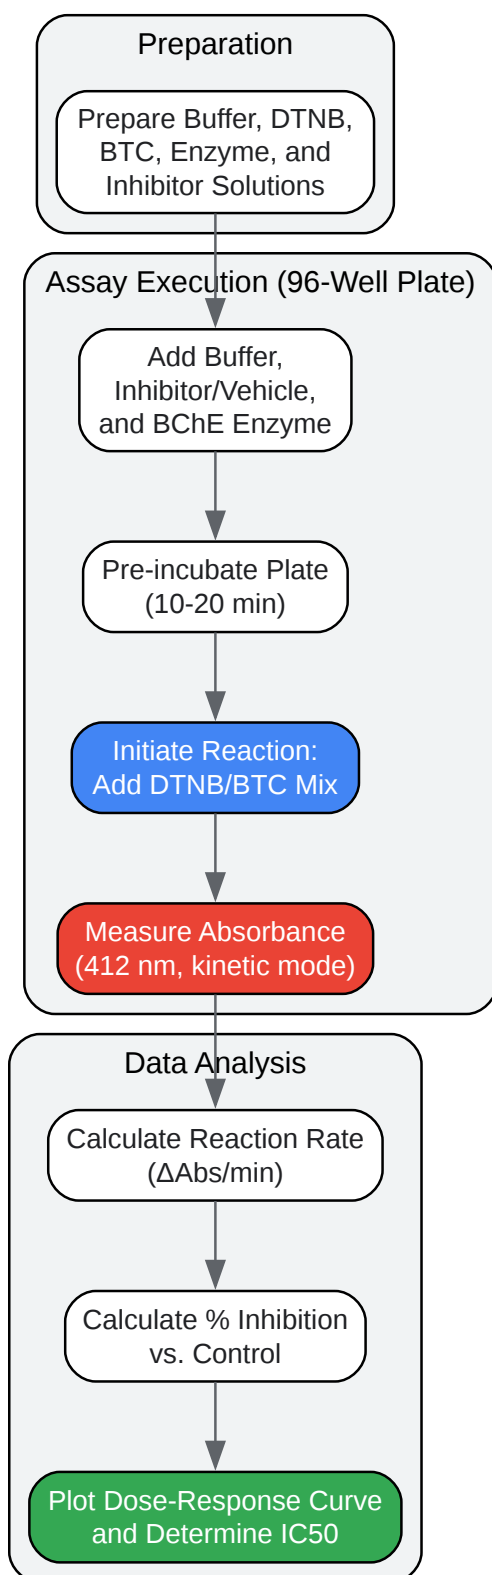 Preparation
Prepare Buffer, DTNB,
BTC, Enzyme, and
Inhibitor Solutions
Assay Execution (96-Well Plate)
Add Buffer,
Inhibitor/Vehicle,
and BChE Enzyme
Pre-incubate Plate
(10-20 min)
Initiate Reaction:
Add DTNB/BTC Mix
Measure Absorbance
(412 nm, kinetic mode)
Data Analysis
Calculate Reaction Rate
(ΔAbs/min)
Calculate % Inhibition
vs. Control
Plot Dose-Response Curve
and Determine IC50